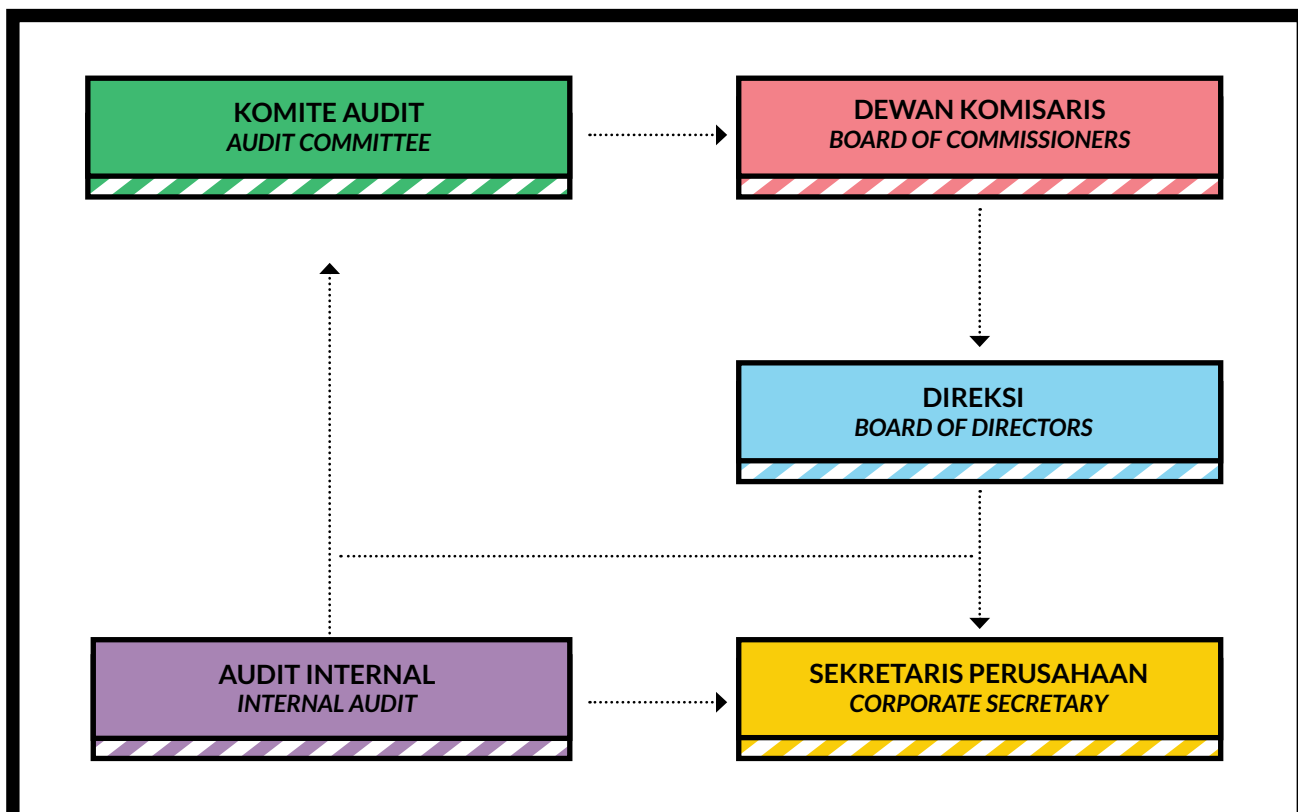 KOMITE AUDIT
AUDIT COMMITTEE
DEWAN KOMISARIS
BOARD OF COMMISSIONERS
DIREKSI
BOARD OF DIRECTORS
AUDIT INTERNAL
INTERNAL AUDIT
SEKRETARIS PERUSAHAAN
CORPORATE SECRETARY